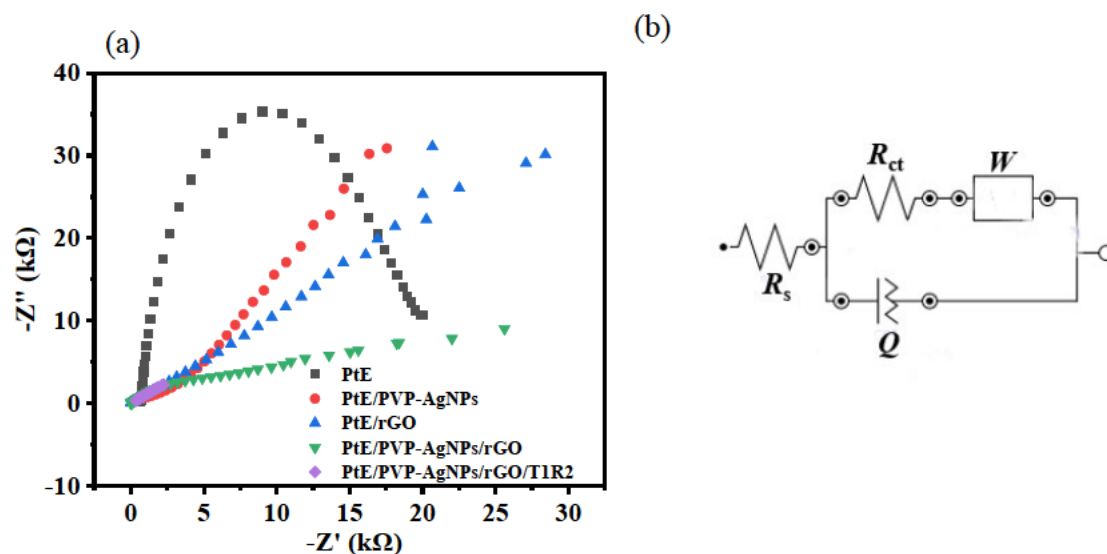 (a)
(b)
40
30
20
10
0
-10
-Z'' (kΩ)
PtE
PtE/PVP-AgNPs
PtE/rGO
PtE/PVP-AgNPs/rGO
PtE/PVP-AgNPs/rGO/T1R2
0 5 10 15 20 25 30
-Z' (kΩ)
Rct W
Rs
Q